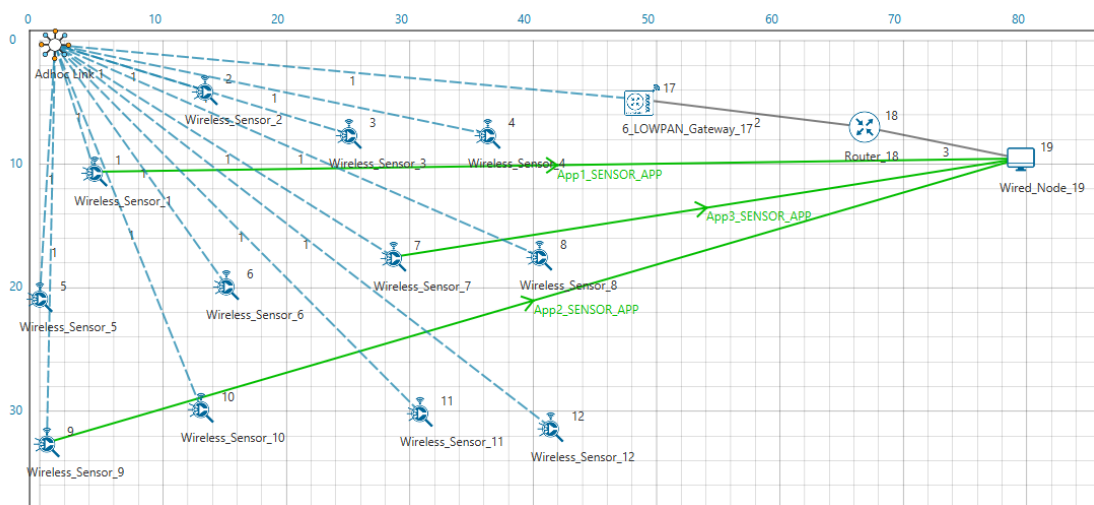 0 10 20 30 40 50 60 70 80
0
Adhoc Link 1
1
2
Wireless_Sensor_2
1
3
Wireless_Sensor_3
1
4
Wireless_Sensor_4
1
17
6_LOWPAN_Gateway_17
2
18
Router_18
3
19
Wired_Node_19
10
1
1
1
1
1
1
Wireless_Sensor_1
App1_SENSOR_APP
App3_SENSOR_APP
1
1
1
1
7
Wireless_Sensor_7
8
Wireless_Sensor_8
20
5
Wireless_Sensor_5
6
Wireless_Sensor_6
App2_SENSOR_APP
30
9
Wireless_Sensor_9
10
Wireless_Sensor_10
11
Wireless_Sensor_11
12
Wireless_Sensor_12